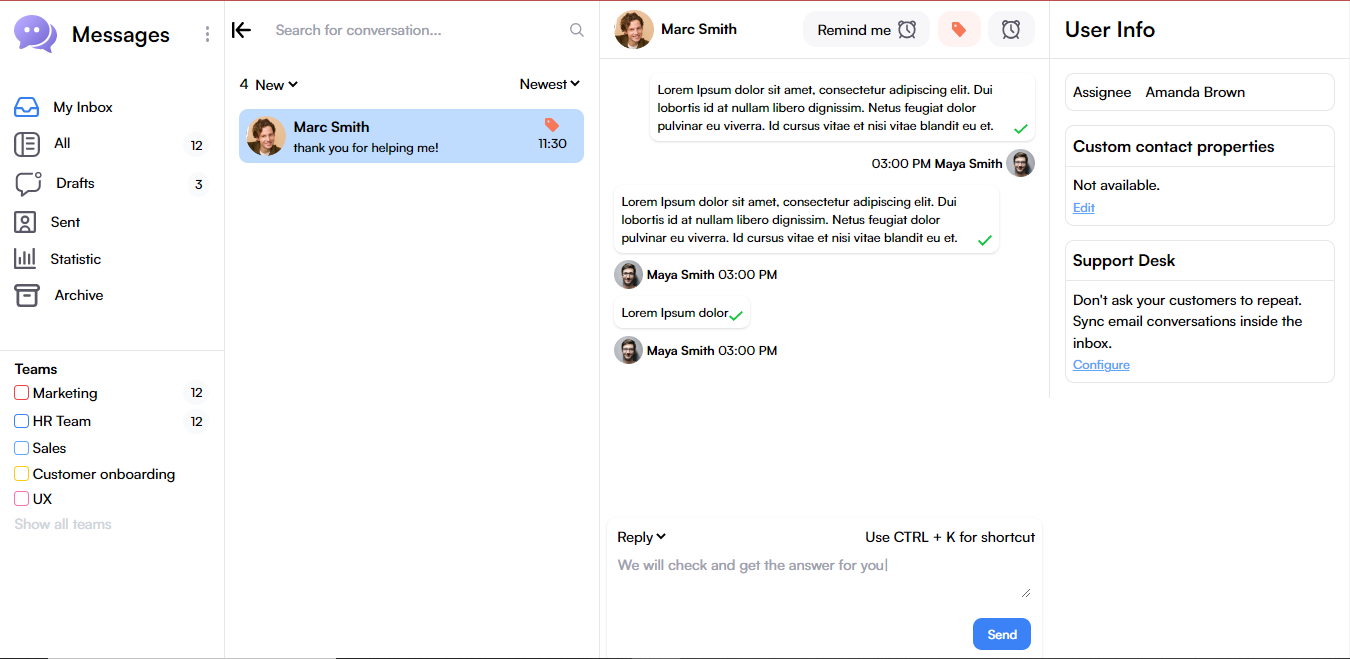 Messages
My Inbox
All 12
Drafts 3
Sent
Statistic
Archive
Teams
Marketing 12
HR Team 12
Sales
Customer onboarding
UX
Show all teams
Search for conversation...
4 New Newest
Marc Smith
thank you for helping me! 11:30
Marc Smith Remind me
Lorem Ipsum dolor sit amet, consectetur adipiscing elit. Dui
lobortis id at nullam libero dignissim. Netus feugiat dolor
pulvinar eu viverra. Id cursus vitae et nisi vitae blandit eu et.
03:00 PM Maya Smith
Lorem Ipsum dolor sit amet, consectetur adipiscing elit. Dui
lobortis id at nullam libero dignissim. Netus feugiat dolor
pulvinar eu viverra. Id cursus vitae et nisi vitae blandit eu et.
Maya Smith 03:00 PM
Lorem Ipsum dolor
Maya Smith 03:00 PM
Reply Use CTRL + K for shortcut
We will check and get the answer for you|
Send
User Info
Assignee Amanda Brown
Custom contact properties
Not available.
Edit
Support Desk
Don't ask your customers to repeat.
Sync email conversations inside the
inbox.
Configure